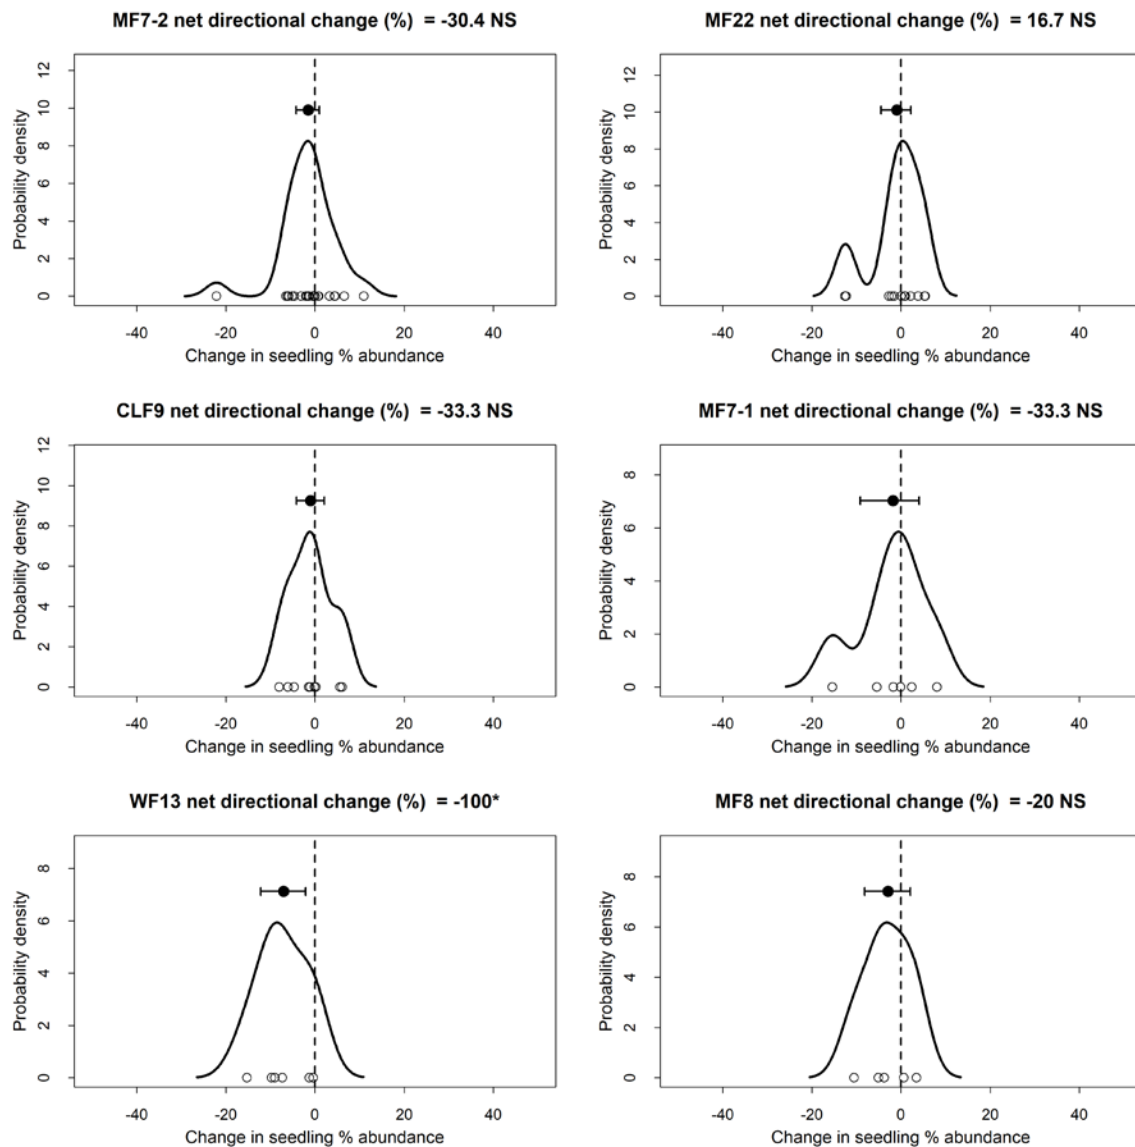 MF7-2 net directional change (%) = -30.4 NS
Probability density
12
10
8
6
4
2
0
-40 -20 0 20 40
Change in seedling % abundance
MF22 net directional change (%) = 16.7 NS
Probability density
12
10
8
6
4
2
0
-40 -20 0 20 40
Change in seedling % abundance
CLF9 net directional change (%) = -33.3 NS
Probability density
12
10
8
6
4
2
0
-40 -20 0 20 40
Change in seedling % abundance
MF7-1 net directional change (%) = -33.3 NS
Probability density
8
6
4
2
0
-40 -20 0 20 40
Change in seedling % abundance
WF13 net directional change (%) = -100*
Probability density
8
6
4
2
0
-40 -20 0 20 40
Change in seedling % abundance
MF8 net directional change (%) = -20 NS
Probability density
8
6
4
2
0
-40 -20 0 20 40
Change in seedling % abundance